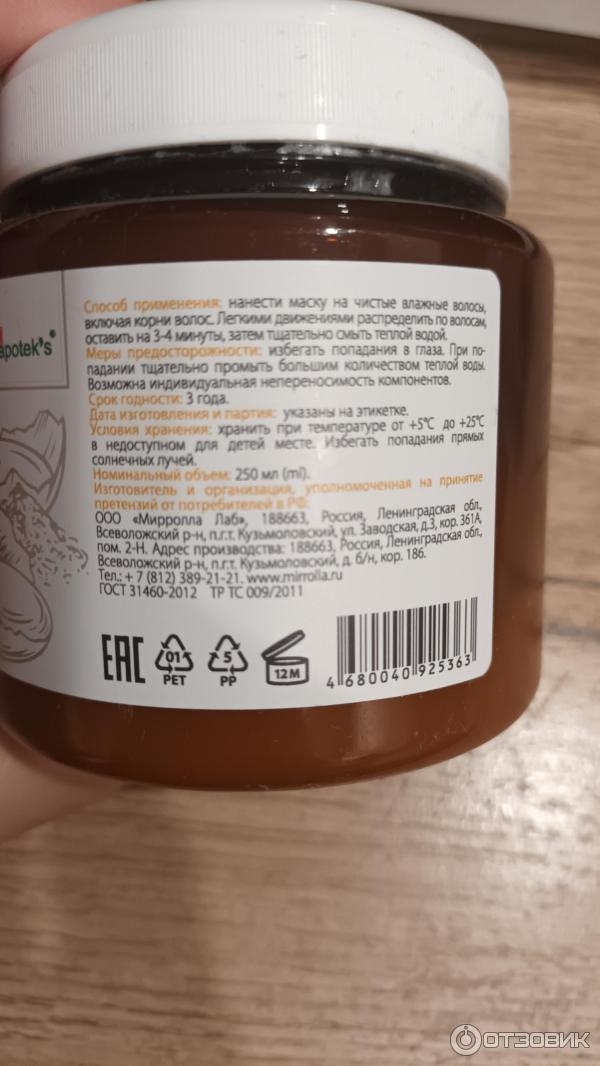 apotek's®
Способ применения: нанести маску на чистые влажные волосы,
включая корни волос. Легкими движениями распределить по волосам,
оставить на 3-4 минуты, затем тщательно смыть теплой водой.
Меры предосторожности: избегать попадания в глаза. При по-
падании тщательно промыть большим количеством теплой воды.
Возможна индивидуальная непереносимость компонентов.
Срок годности: 3 года.
Дата изготовления и партия: указаны на этикетке.
Условия хранения: хранить при температуре от +5°С до +25°С
в недоступном для детей месте. Избегать попадания прямых
солнечных лучей.
Номинальный объем: 250 мл (ml).
Изготовитель и организация, уполномоченная на принятие
претензий от потребителей в РФ:
ООО «Мирролла Лаб», 188663, Россия, Ленинградская обл.,
Всеволожский р-н, п.г.т. Кузьмоловский, ул. Заводская, д.3, кор. 361А,
пом. 2-Н. Адрес производства: 188663, Россия, Ленинградская обл.,
Всеволожский р-н, п.г.т. Кузьмоловский, д. б/н, кор. 186.
Тел.: + 7 (812) 389-21-21. www.mirrolla.ru
ГОСТ 31460-2012 ТР ТС 009/2011
EAC 01 PET 5 PP 12M
4 680040 925363
ОТЗОВИК